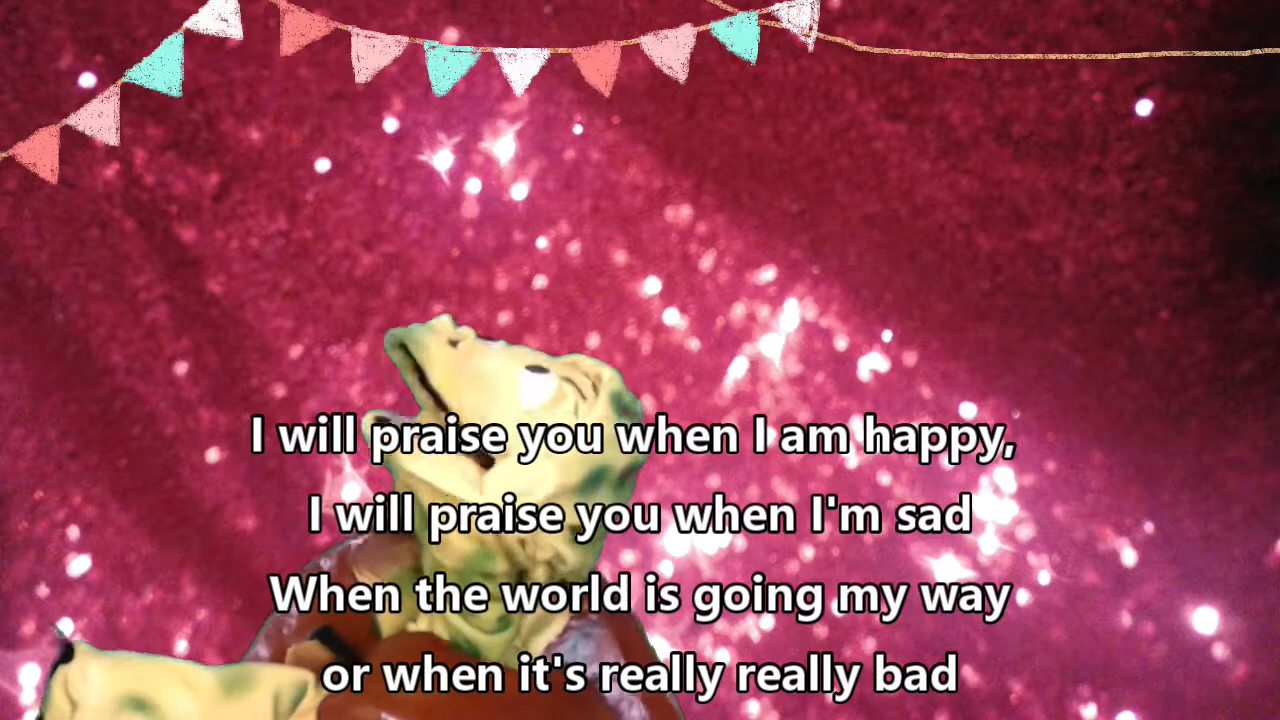 I will praise you when I am happy,
I will praise you when I'm sad
When the world is going my way
or when it's really really bad